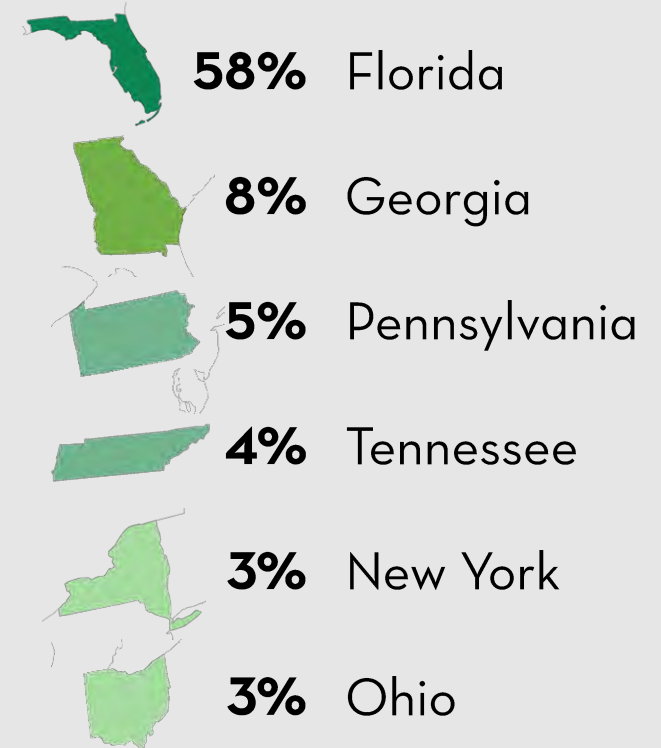 58% Florida
8% Georgia
5% Pennsylvania
4% Tennessee
3% New York
3% Ohio